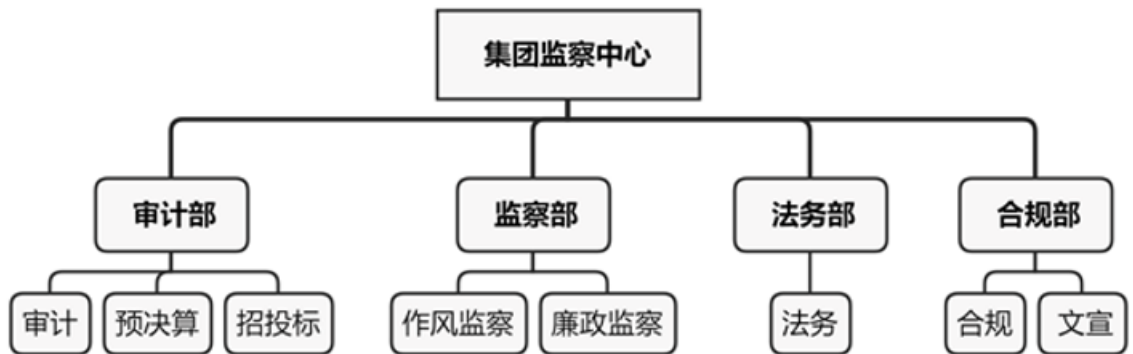 集团监察中心
审计部
监察部
法务部
合规部
审计
预决算
招投标
作风监察
廉政监察
法务
合规
文宣